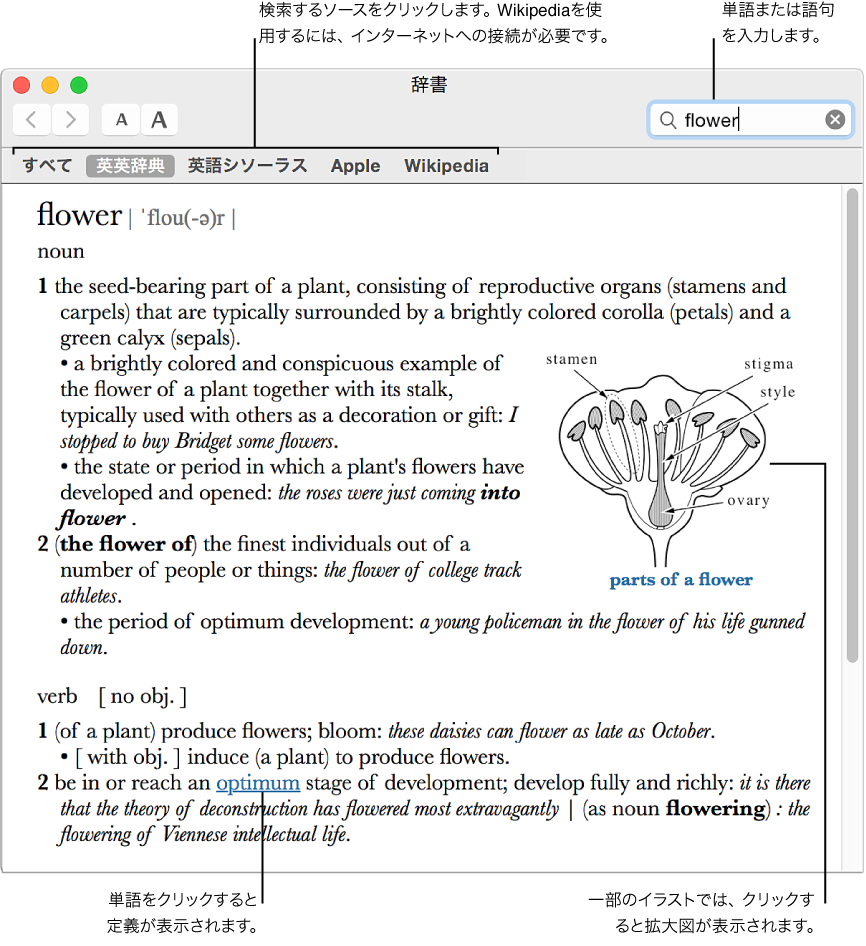 検索するソースをクリックします。Wikipediaを使
用するには、インターネットへの接続が必要です。
単語または語句
を入力します。
辞書
A A
flower
すべて 英英辞典 英語シソーラス Apple Wikipedia
flower | ˈflou(-ə)r |
noun
1 the seed-bearing part of a plant, consisting of reproductive organs (stamens and
carpels) that are typically surrounded by a brightly colored corolla (petals) and a
green calyx (sepals).
• a brightly colored and conspicuous example of
the flower of a plant together with its stalk,
typically used with others as a decoration or gift: I
stopped to buy Bridget some flowers.
• the state or period in which a plant's flowers have
developed and opened: the roses were just coming into
flower .
2 (the flower of) the finest individuals out of a
number of people or things: the flower of college track
athletes.
stamen
stigma
style
ovary
parts of a flower
• the period of optimum development: a young policeman in the flower of his life gunned
down.
verb [ no obj. ]
1 (of a plant) produce flowers; bloom: these daisies can flower as late as October.
• [ with obj. ] induce (a plant) to produce flowers.
2 be in or reach an optimum stage of development; develop fully and richly: it is there
that the theory of deconstruction has flowered most extravagantly | (as noun flowering) : the
flowering of Viennese intellectual life.
単語をクリックすると
定義が表示されます。
一部のイラストでは、クリックす
ると拡大図が表示されます。